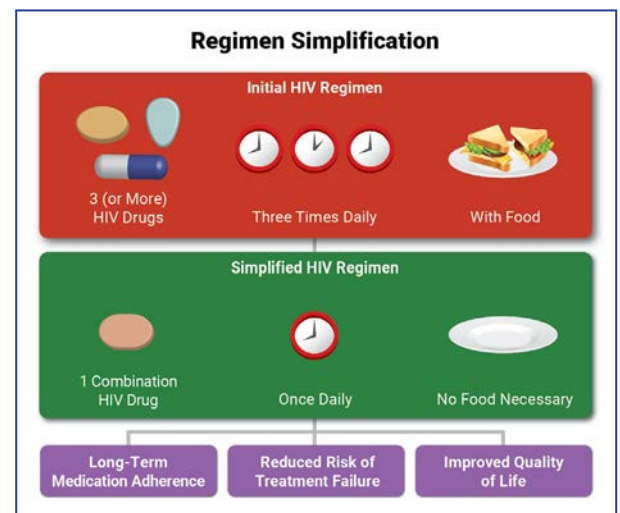 Regimen Simplification
Initial HIV Regimen
3 (or More)
HIV Drugs
Three Times Daily
With Food
Simplified HIV Regimen
1 Combination
HIV Drug
Once Daily
No Food Necessary
Long-Term
Medication Adherence
Reduced Risk of
Treatment Failure
Improved Quality
of Life